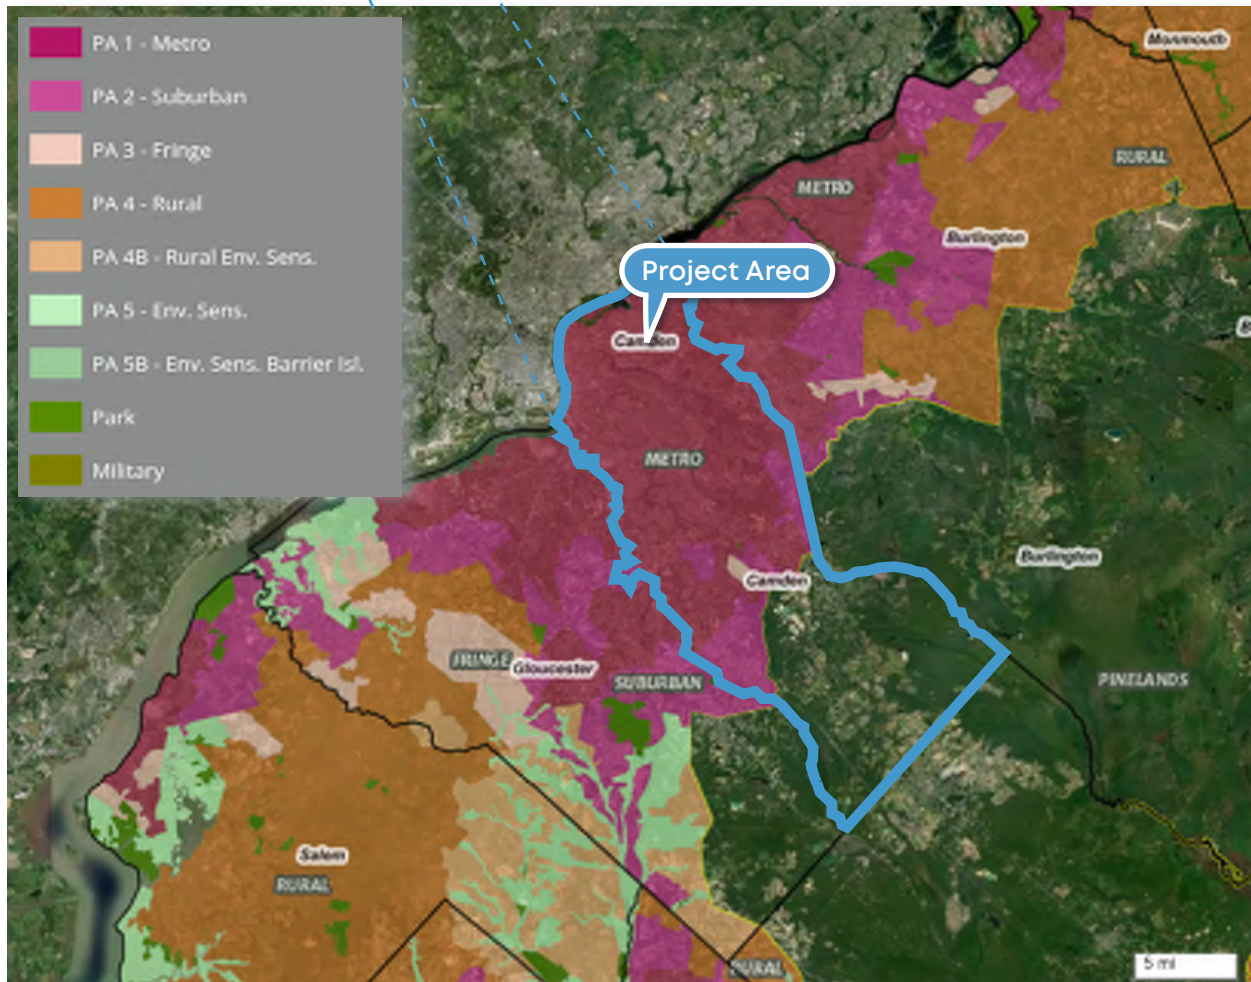 PA 1 - Metro
PA 2 - Suburban
PA 3 - Fringe
PA 4 - Rural
PA 4B - Rural Env. Sens.
PA 5 - Env. Sens.
PA 5B - Env. Sens. Barrier Isl.
Park
Military
Monmouth
RURAL
METRO
Burlington
Project Area
Camden
METRO
Burlington
Camden
FRINGE
Gloucester
SUBURBAN
PINELANDS
Salem
RURAL
RURAL
5 mi